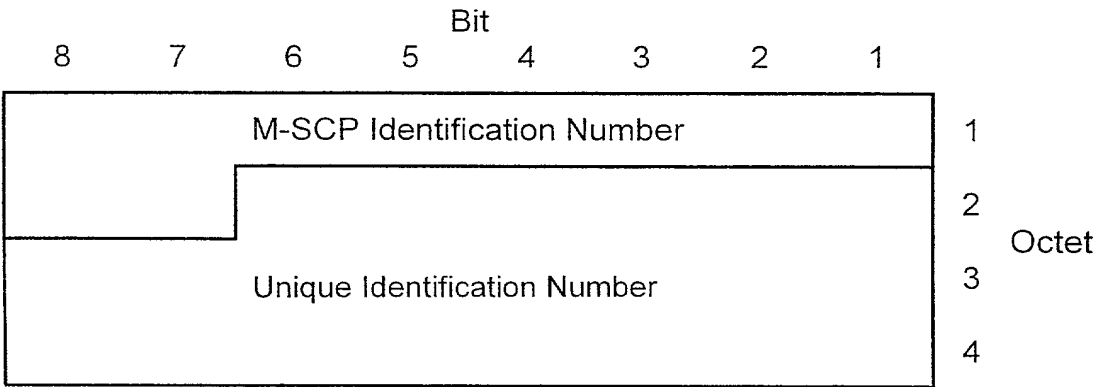 Bit
8 7 6 5 4 3 2 1
M-SCP Identification Number
1
2
Octet
Unique Identification Number
3
4